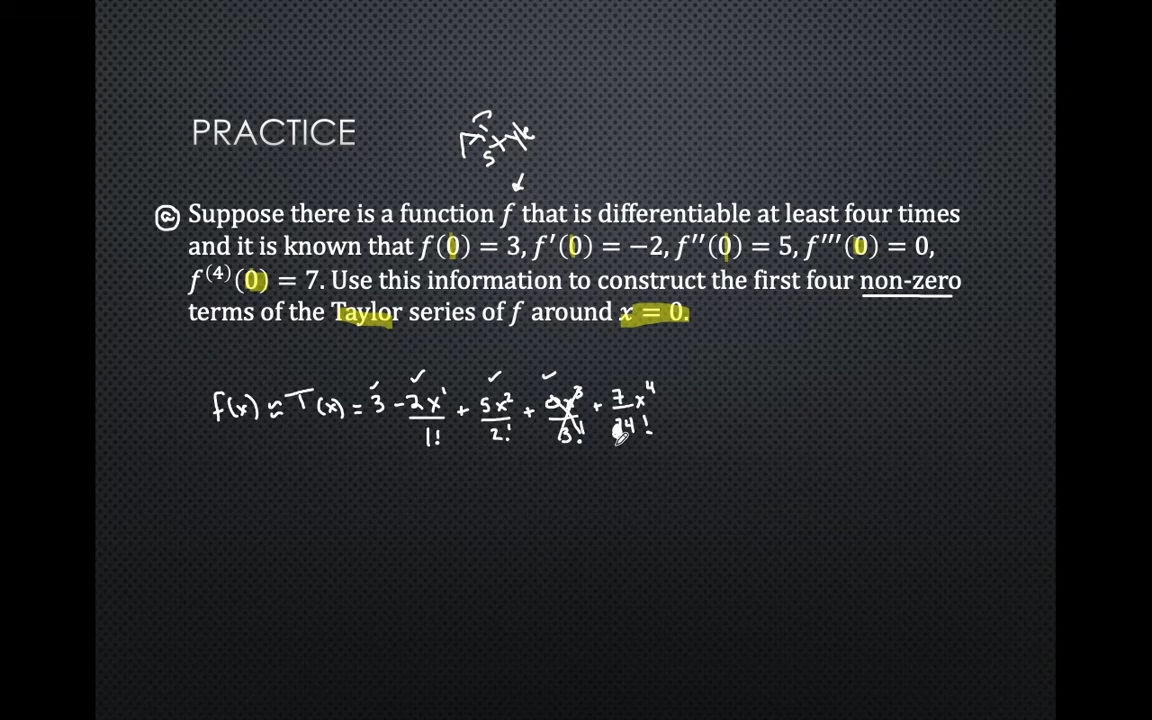 PRACTICE
ⓐ Suppose there is a function f that is differentiable at least four times
and it is known that f(0) = 3, f′(0) = −2, f′′(0) = 5, f′′′(0) = 0,
f⁽⁴⁾(0) = 7. Use this information to construct the first four non-zero
terms of the Taylor series of f around x = 0.
f(x) ≈ T(x) = 3 − 2x¹/1! + 5x²/2! + 0x³/3! + 7x⁴/4!